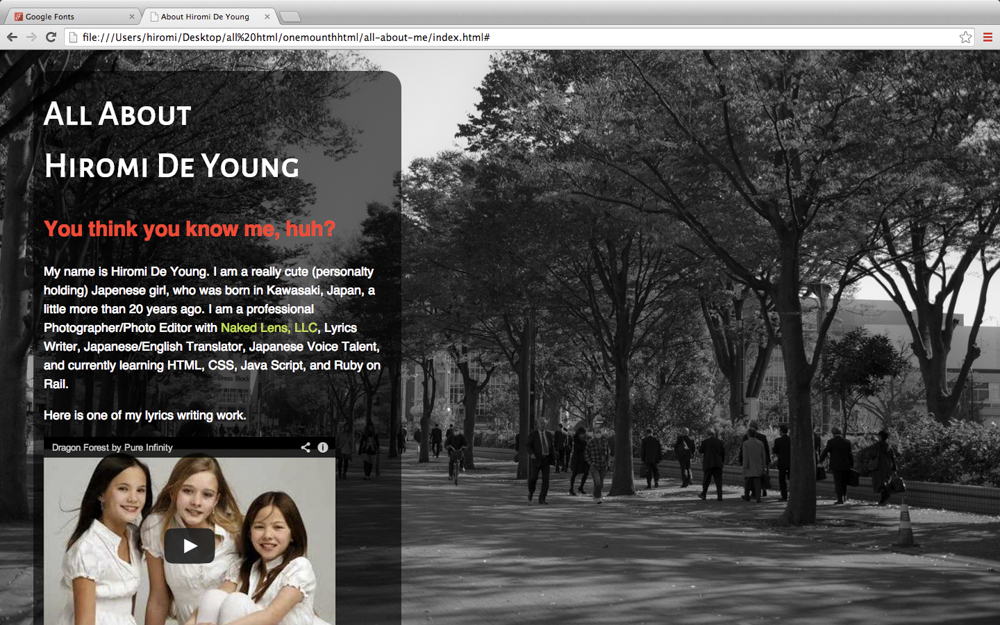 Google Fonts
About Hiromi De Young
file:///Users/hiromi/Desktop/all%20html/onemounthhtml/all-about-me/index.html#
All About
Hiromi De Young
You think you know me, huh?
My name is Hiromi De Young. I am a really cute (personalty
holding) Japenese girl, who was born in Kawasaki, Japan, a
little more than 20 years ago. I am a professional
Photographer/Photo Editor with Naked Lens, LLC, Lyrics
Writer, Japanese/English Translator, Japanese Voice Talent,
and currently learning HTML, CSS, Java Script, and Ruby on
Rail.
Here is one of my lyrics writing work.
Dragon Forest by Pure Infinity